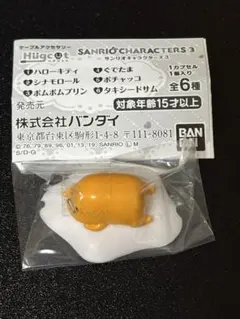 ケーブルアクセサリー
Hugcot
SANRIO CHARACTERS 3
サンリオキャラクターズ3
①ハローキティ
②シナモロール
③ポムポムプリン
④ぐでたま
⑤ポチャッコ
⑥タキシードサム
1カプセル
1個入り
全6種
対象年齢15才以上
発売元
株式会社バンダイ
東京都台東区駒形1-4-8 〒111-8081
BAN
S/D·G